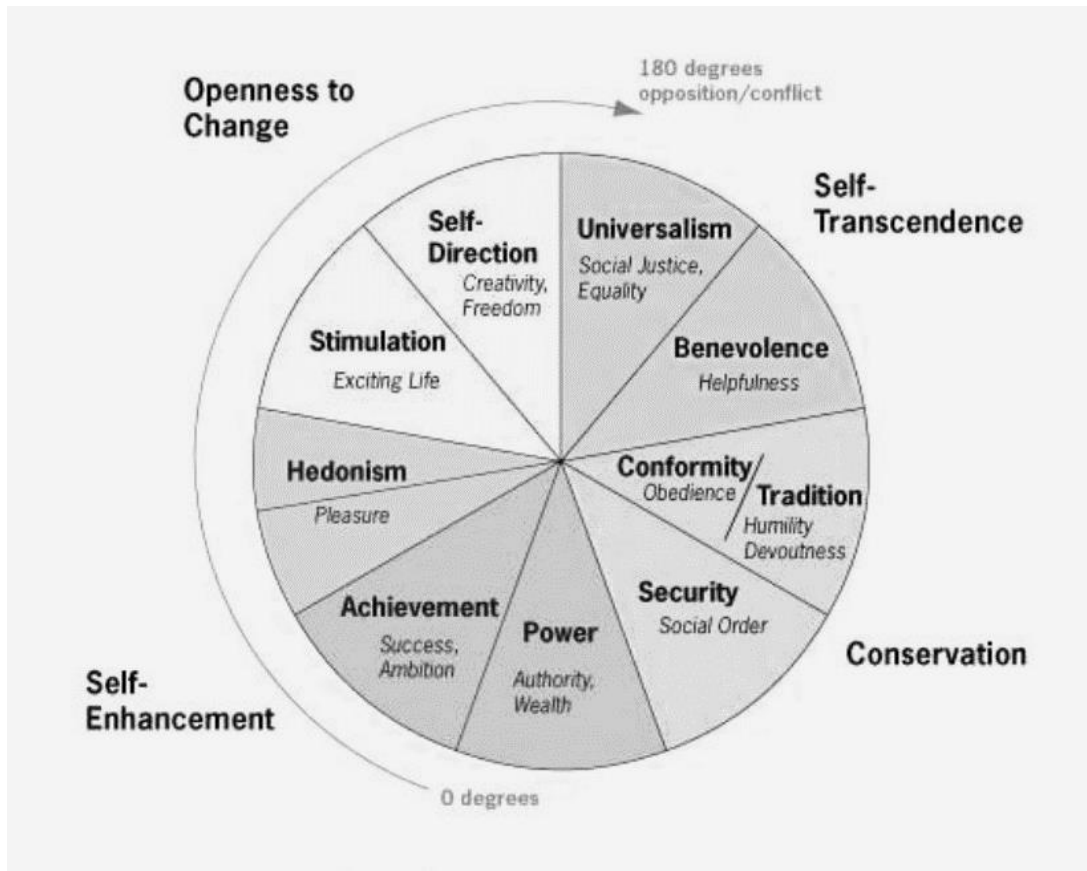 180 degrees
opposition/conflict
Openness to
Change
Self-
Transcendence
Self-
Direction
Creativity,
Freedom
Universalism
Social Justice,
Equality
Stimulation
Exciting Life
Benevolence
Helpfulness
Hedonism
Pleasure
Conformity
Obedience
Tradition
Humility
Devoutness
Achievement
Success,
Ambition
Power
Authority,
Wealth
Security
Social Order
Conservation
Self-
Enhancement
0 degrees